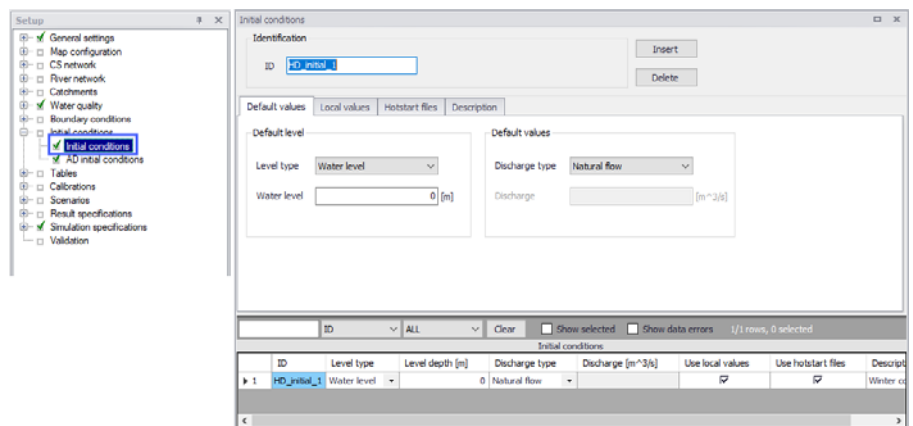 Setup
General settings
Map configuration
CS network
River network
Catchments
Water quality
Boundary conditions
Initial conditions
Initial conditions
AD initial conditions
Tables
Calibrations
Scenarios
Result specifications
Simulation specifications
Validation
Initial conditions
Identification
ID HD_initial_1
Insert
Delete
Default values Local values Hotstart files Description
Default level Default values
Level type Water level Discharge type Natural flow
Water level 0 [m] Discharge [m^3/s]
ID ALL Clear Show selected Show data errors 1/1 rows, 0 selected
Initial conditions
ID Level type Level depth [m] Discharge type Discharge [m^3/s] Use local values Use hotstart files Descript
1 HD_initial_1 Water level 0 Natural flow Winter co